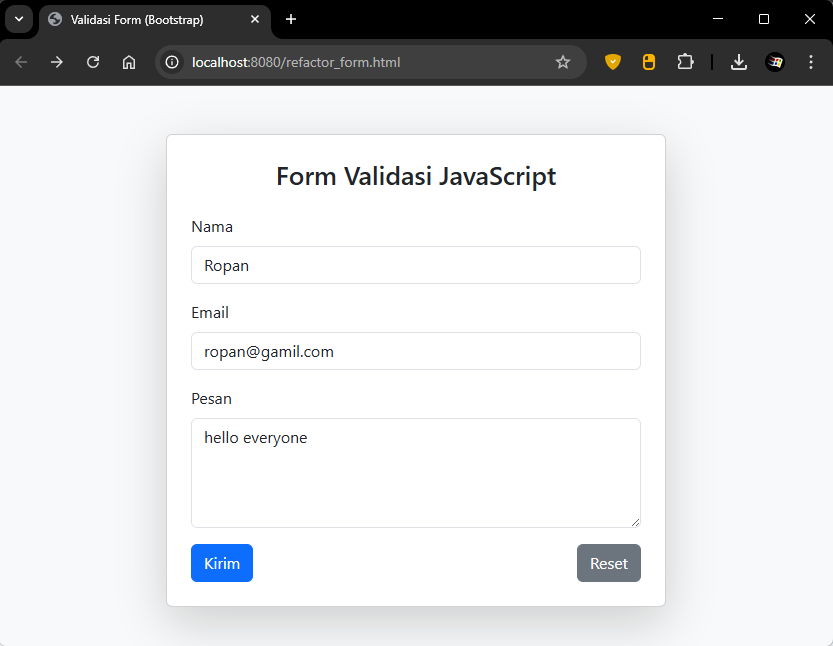 Validasi Form (Bootstrap)
localhost:8080/refactor_form.html
Form Validasi JavaScript
Nama
Ropan
Email
ropan@gamil.com
Pesan
hello everyone
Kirim Reset